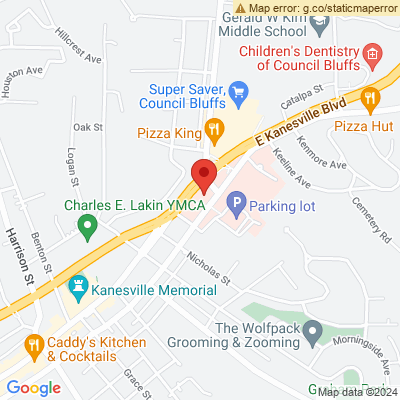 Map error: g.co/staticmaperror
Gerald W Kim
Middle School
Hillcrest Ave
Houston Ave
Children's Dentistry
of Council Bluffs
Super Saver,
Council Bluffs
Catalpa St
E Kanesville Blvd
Oak St
Pizza King
Pizza Hut
Logan St
Kenmore Ave
Keeline Ave
Charles E. Lakin YMCA
P
Parking lot
Cemetery Rd
Harrison St
Benton St
Nicholas St
Kanesville Memorial
The Wolfpack
Grooming & Zooming
Caddy's Kitchen
& Cocktails
Morningside Ave
Grace St
Google
Map data ©2024